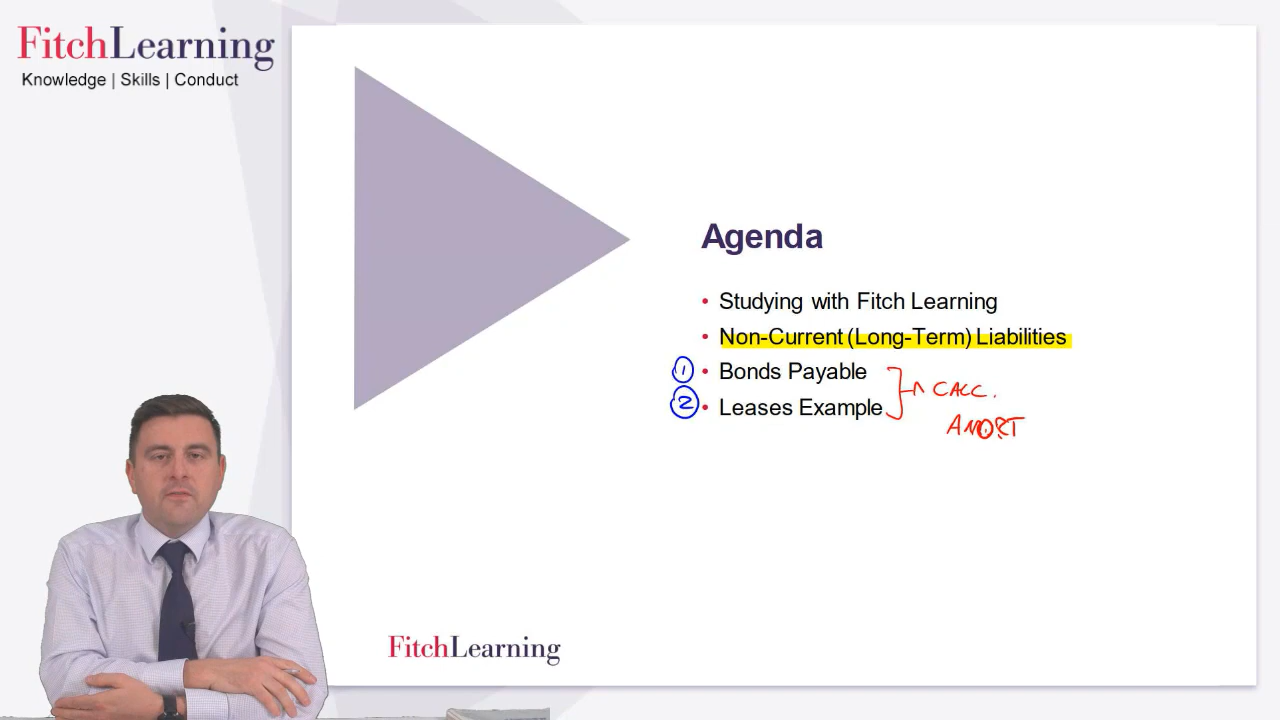 FitchLearning
Knowledge | Skills | Conduct
Agenda
• Studying with Fitch Learning
• Non-Current (Long-Term) Liabilities
1 • Bonds Payable
2 • Leases Example
CALC.
AMORT
FitchLearning